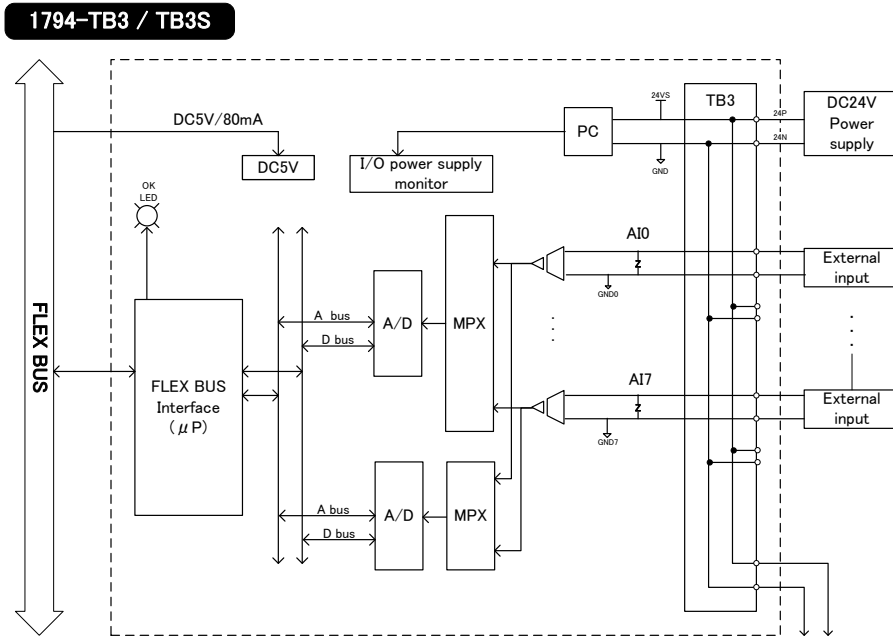 1794-TB3 / TB3S
24VS
TB3
DC24V
Power
supply
24P
24N
DC5V/80mA
PC
GND
DC5V
I/O power supply
monitor
OK
LED
AI0
External
input
GND0
FLEX BUS
A bus
D bus
A/D
MPX
FLEX BUS
Interface
(μP)
AI7
External
input
GND7
A bus
D bus
A/D
MPX